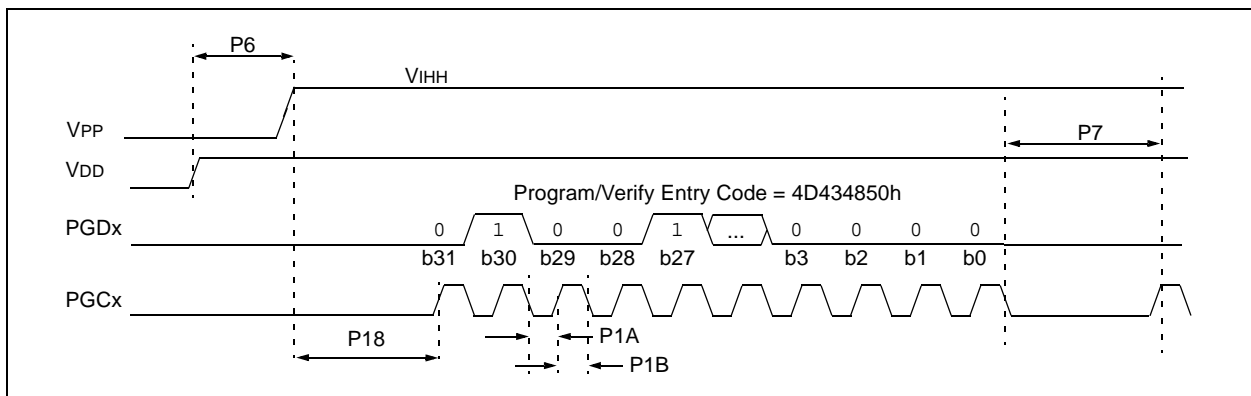 P6
VIHH
VPP
P7
VDD
Program/Verify Entry Code = 4D434850h
PGDx
0 1 0 0 1 ... 0 0 0 0
b31 b30 b29 b28 b27 b3 b2 b1 b0
PGCx
P18
P1A
P1B